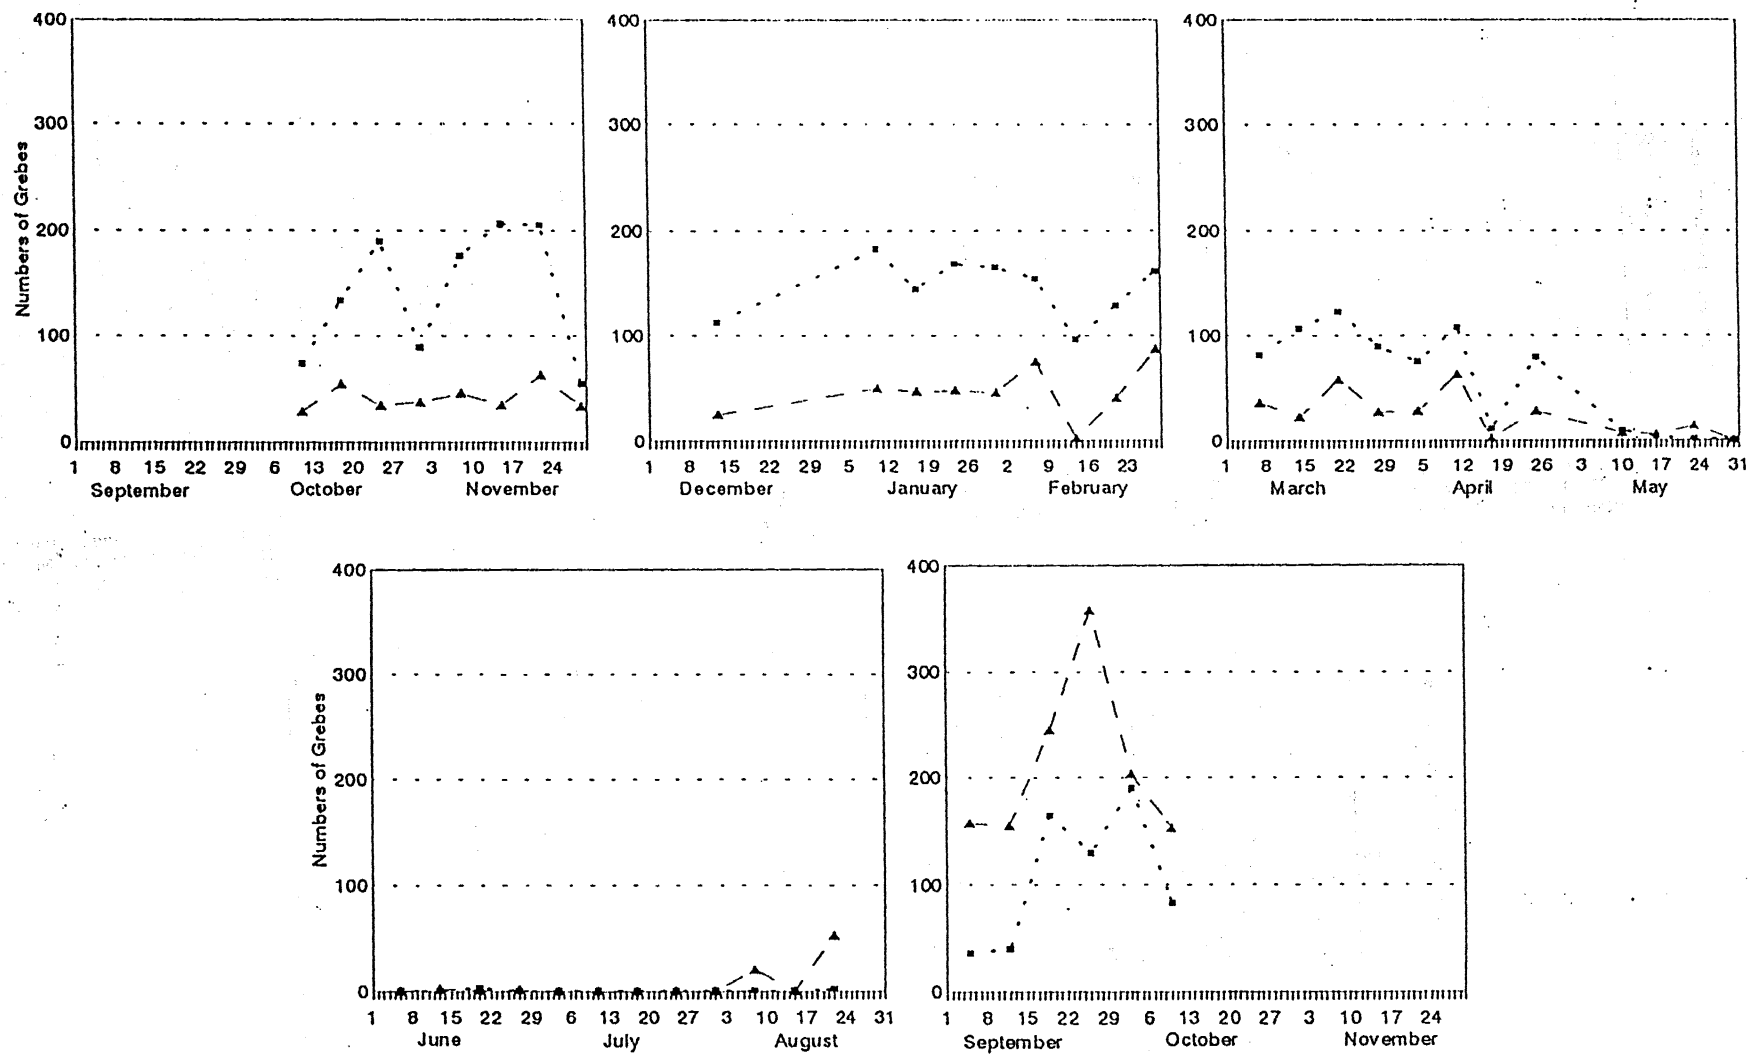 400 400 400
300 300 300
200 200 200
100 100 100
0 0 0
Numbers of Grebes
1 8 15 22 29 6 13 20 27 3 10 17 24
September October November
1 8 15 22 29 5 12 19 26 2 9 16 23
December January February
1 8 15 22 29 5 12 19 26 3 10 17 24 31
March April May
400 400
300 300
200 200
100 100
0 0
Numbers of Grebes
1 8 15 22 29 6 13 20 27 3 10 17 24 31
June July August
1 8 15 22 29 6 13 20 27 3 10 17 24
September October November